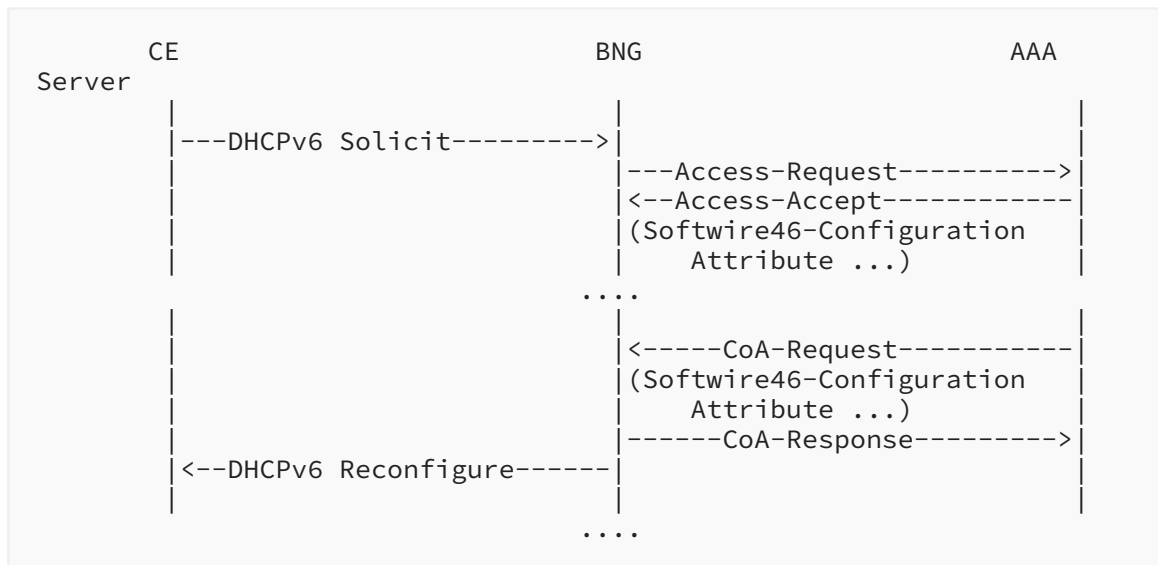 CE                             BNG                           AAA
Server
         |                              |                              |
         |---DHCPv6 Solicit--------->|                              |
         |                              |---Access-Request---------->|
         |                              |<--Access-Accept------------|
         |                              |(Softwire46-Configuration     |
         |                              |    Attribute ...)            |
                                      ....
         |                              |                              |
         |                              |<-----CoA-Request-----------|
         |                              |(Softwire46-Configuration     |
         |                              |    Attribute ...)            |
         |                              |------CoA-Response--------->|
         |<--DHCPv6 Reconfigure------|                              |
         |                              |                              |
                                      ....